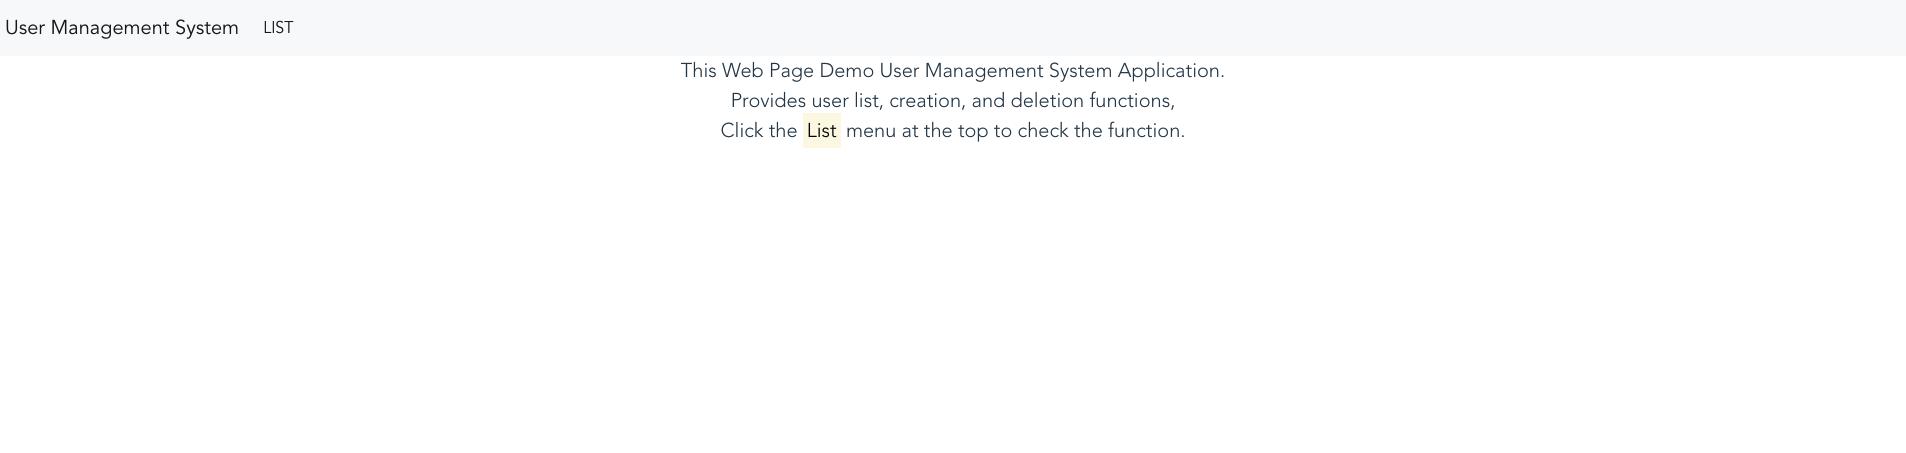 User Management System LIST
This Web Page Demo User Management System Application.
Provides user list, creation, and deletion functions,
Click the List menu at the top to check the function.